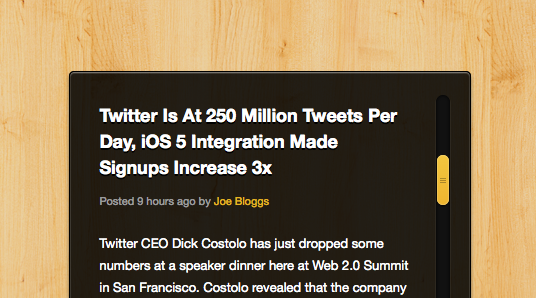 Twitter Is At 250 Million Tweets Per
Day, iOS 5 Integration Made
Signups Increase 3x
Posted 9 hours ago by Joe Bloggs
Twitter CEO Dick Costolo has just dropped some
numbers at a speaker dinner here at Web 2.0 Summit
in San Francisco. Costolo revealed that the company